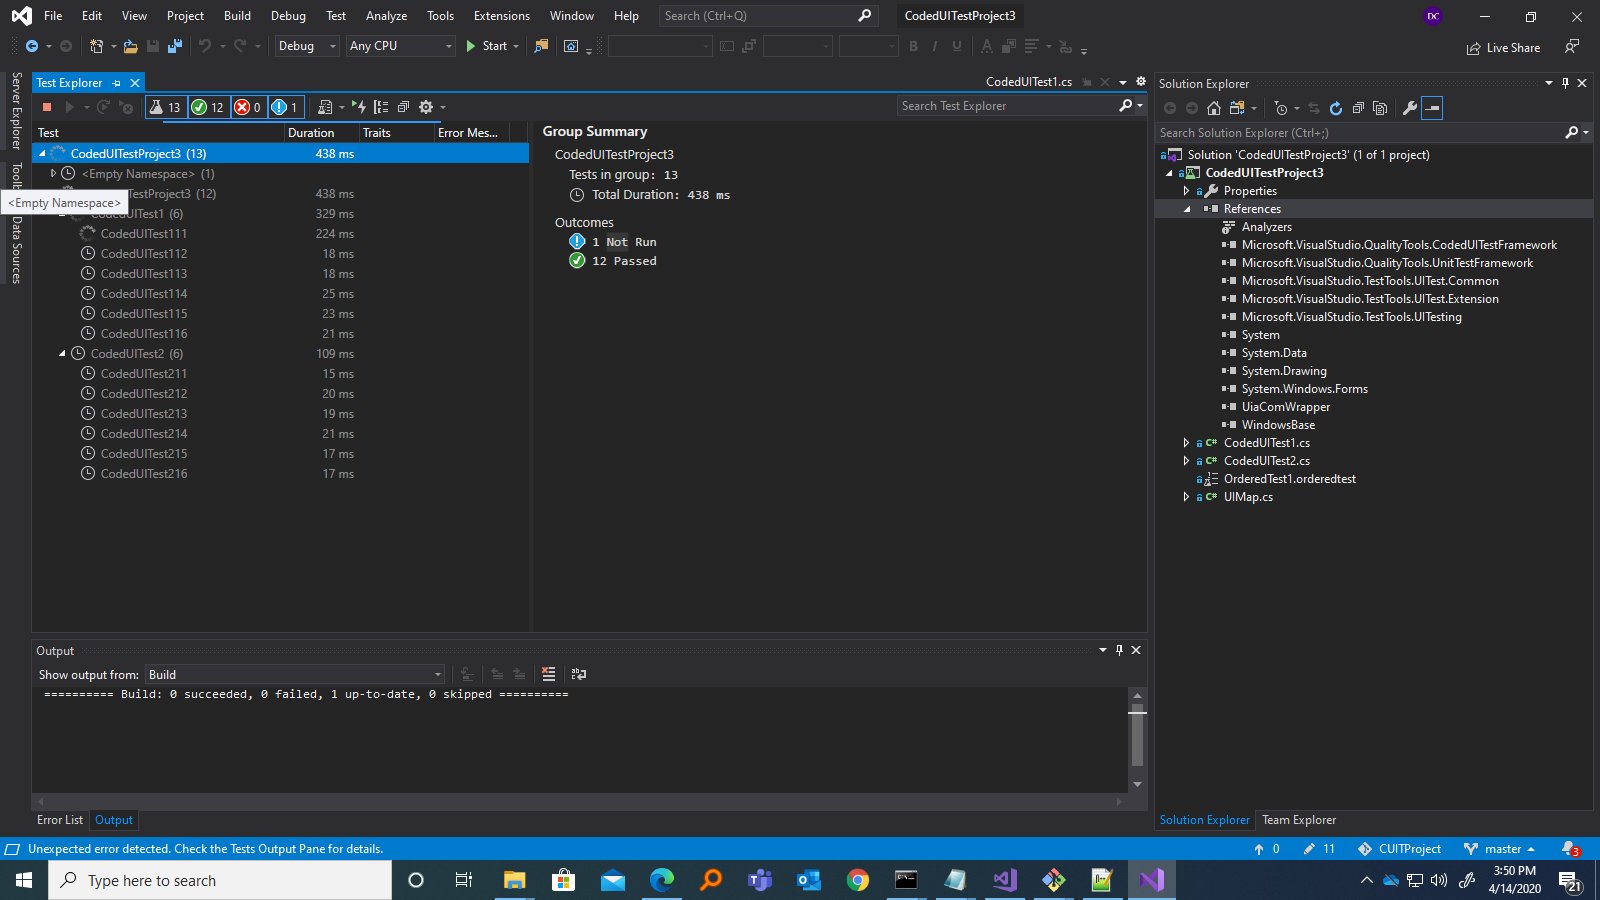 File Edit View Project Build Debug Test Analyze Tools Extensions Window Help Search (Ctrl+Q) CodedUITestProject3 DC
Debug Any CPU Start Live Share
Server Explorer
Data Sources
Test Explorer
CodedUITest1.cs
13 12 0 1
Search Test Explorer
Test Duration Traits Error Mes...
CodedUITestProject3 (13) 438 ms
<Empty Namespace> (1)
TestProject3 (12) 438 ms
<Empty Namespace>
CodedUITest1 (6) 329 ms
CodedUITest111 224 ms
CodedUITest112 18 ms
CodedUITest113 18 ms
CodedUITest114 25 ms
CodedUITest115 23 ms
CodedUITest116 21 ms
CodedUITest2 (6) 109 ms
CodedUITest211 15 ms
CodedUITest212 20 ms
CodedUITest213 19 ms
CodedUITest214 21 ms
CodedUITest215 17 ms
CodedUITest216 17 ms
Group Summary
CodedUITestProject3
Tests in group: 13
Total Duration: 438 ms
Outcomes
1 Not Run
12 Passed
Solution Explorer
Search Solution Explorer (Ctrl+;)
Solution 'CodedUITestProject3' (1 of 1 project)
CodedUITestProject3
Properties
References
Analyzers
Microsoft.VisualStudio.QualityTools.CodedUITestFramework
Microsoft.VisualStudio.QualityTools.UnitTestFramework
Microsoft.VisualStudio.TestTools.UITest.Common
Microsoft.VisualStudio.TestTools.UITest.Extension
Microsoft.VisualStudio.TestTools.UITesting
System
System.Data
System.Drawing
System.Windows.Forms
UiaComWrapper
WindowsBase
C# CodedUITest1.cs
C# CodedUITest2.cs
OrderedTest1.orderedtest
C# UIMap.cs
Output
Show output from: Build
========== Build: 0 succeeded, 0 failed, 1 up-to-date, 0 skipped ==========
Error List Output
Solution Explorer Team Explorer
Unexpected error detected. Check the Tests Output Pane for details. 0 11 CUITProject master 3
Type here to search
3:50 PM
4/14/2020
21